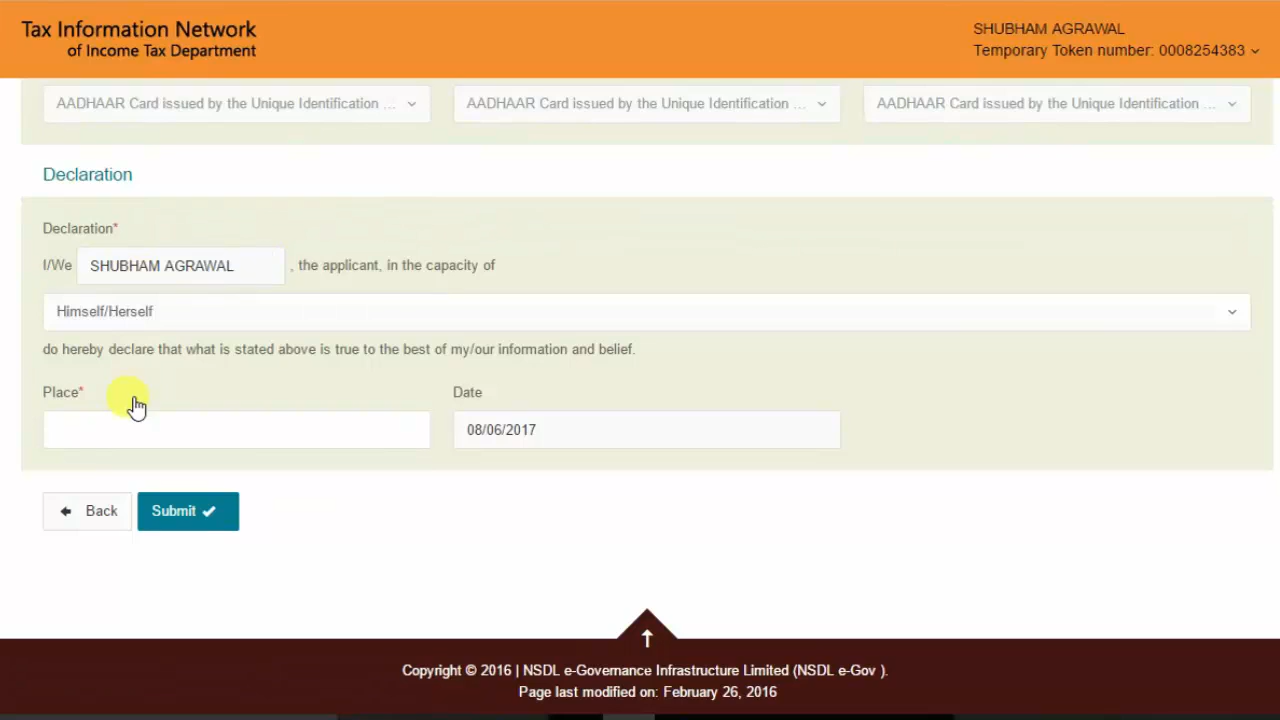 Tax Information Network
of Income Tax Department
SHUBHAM AGRAWAL
Temporary Token number: 0008254383
AADHAAR Card issued by the Unique Identification ...
AADHAAR Card issued by the Unique Identification ...
AADHAAR Card issued by the Unique Identification ...
Declaration
Declaration*
I/We SHUBHAM AGRAWAL , the applicant, in the capacity of
Himself/Herself
do hereby declare that what is stated above is true to the best of my/our information and belief.
Place*
Date
08/06/2017
Back
Submit
Copyright © 2016 | NSDL e-Governance Infrastructure Limited (NSDL e-Gov ).
Page last modified on: February 26, 2016